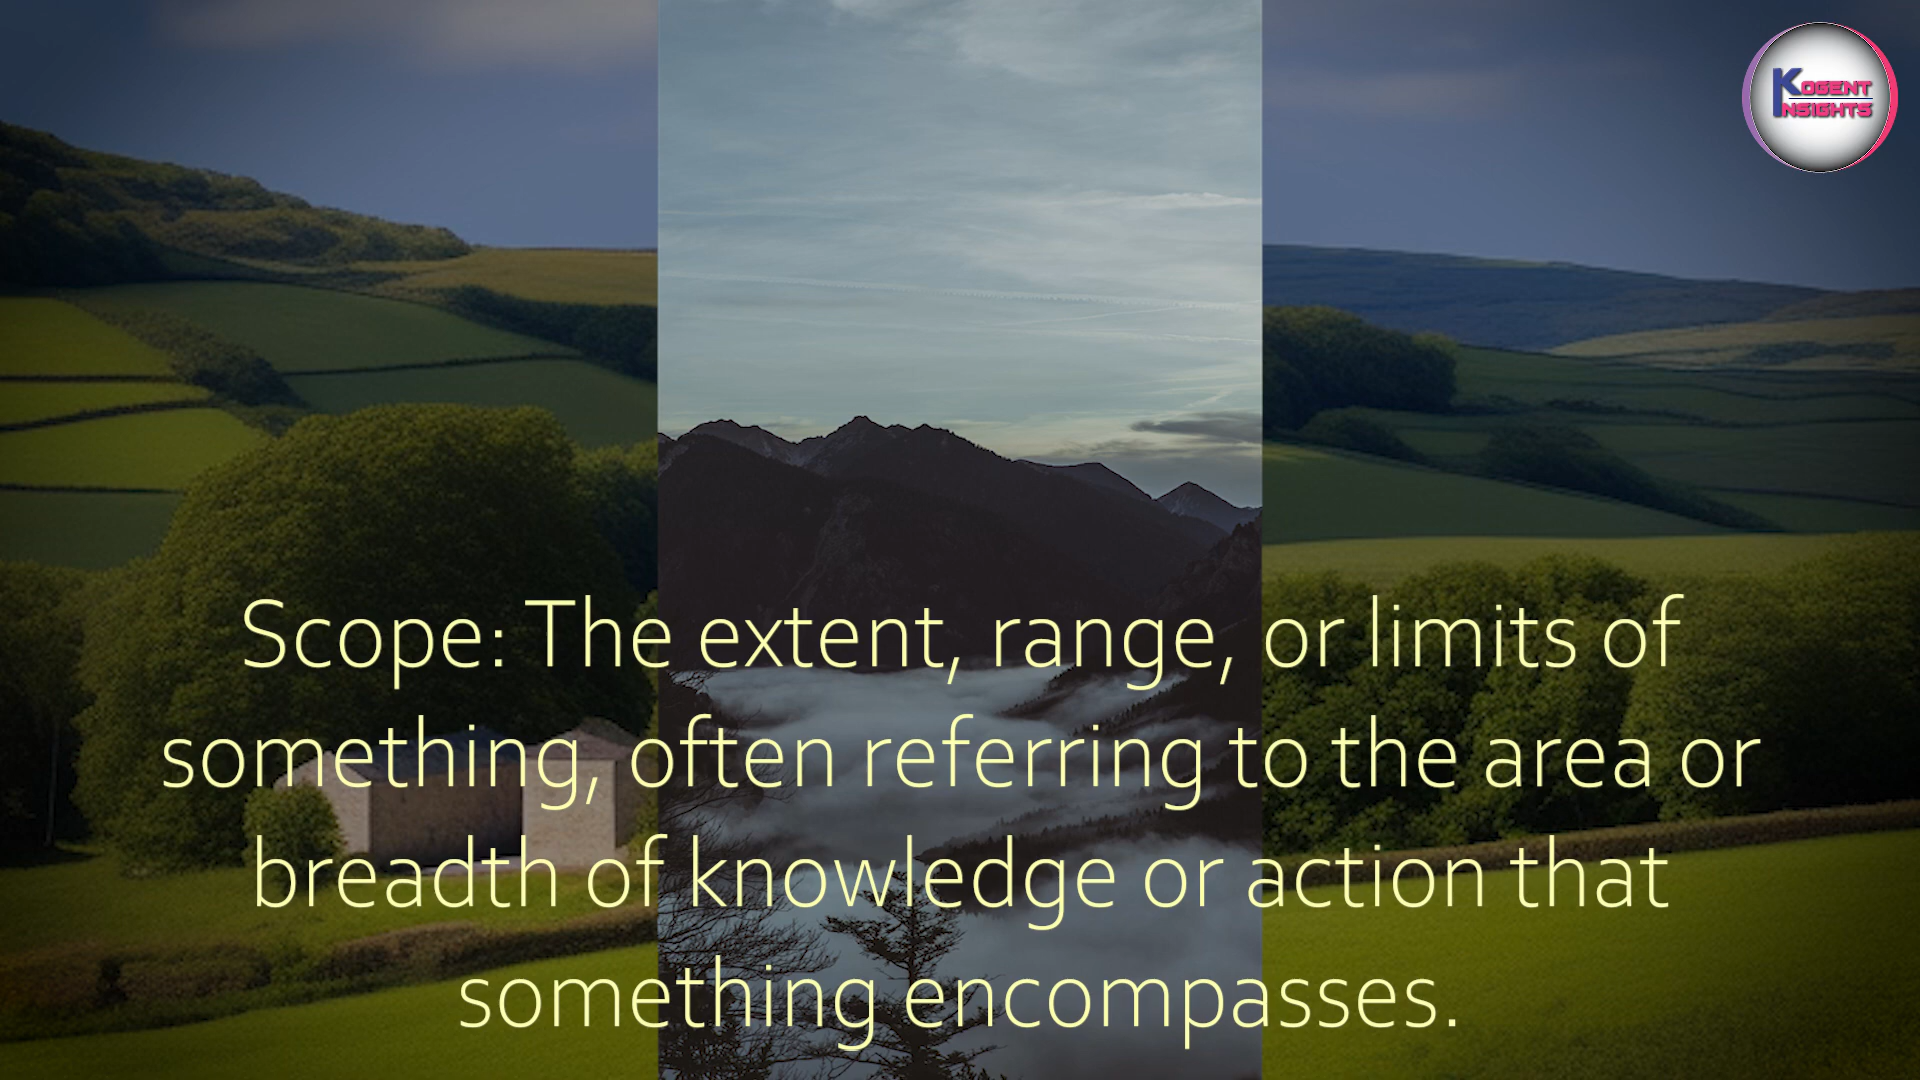 KOGENT
INSIGHTS
Scope: The extent, range, or limits of
something, often referring to the area or
breadth of knowledge or action that
something encompasses.